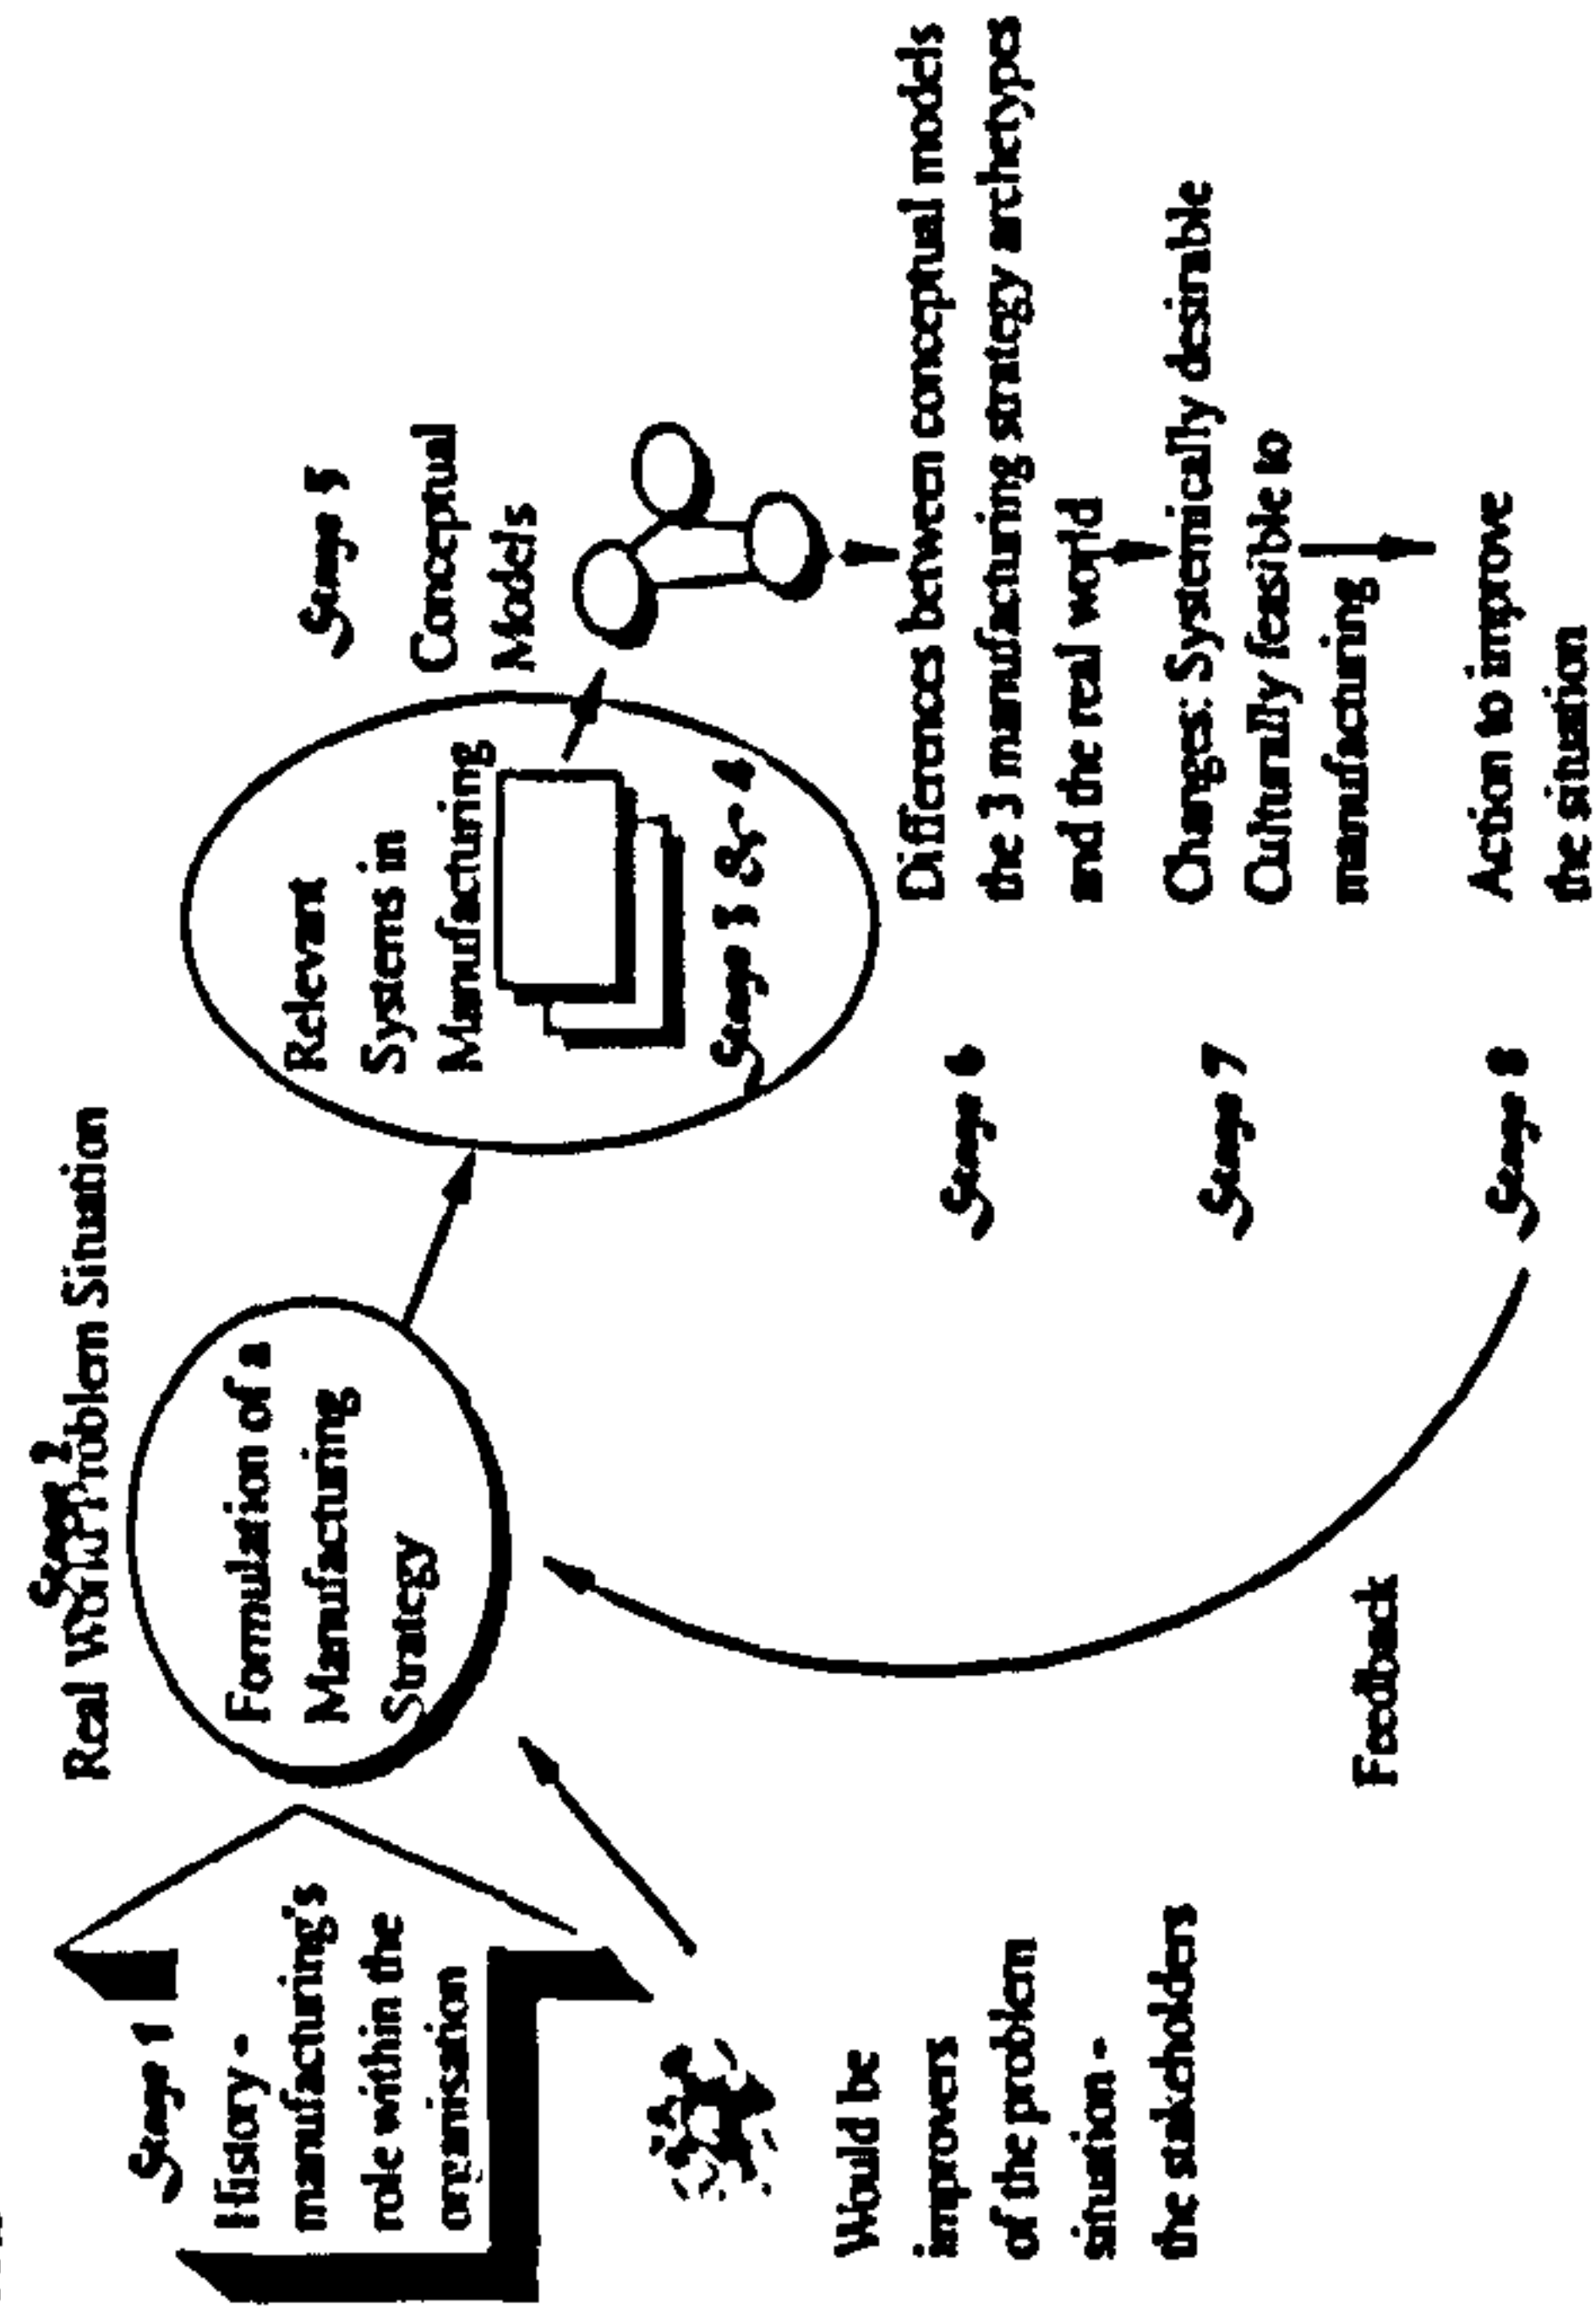 Stage 1
History -
manufacturing's
role within the
organisation
Would be
improvers
of the problem
situation -
the stakeholders
Stage 2
Real World Problem Situation
Formulation of a
Manufacturing
Strategy
Relevant
Systems in
Manufacturing
Stage 3 & 4
Stage 5
Conceptual
Models
Stage 6
Differences between conceptual models
the 3 manufacturing strategy archetypes
and the real world
Stage 7
Changes: Systemically desirable
Culturally feasible to
manufacturing
Stage 8
Action to improve
the situation
Feedback